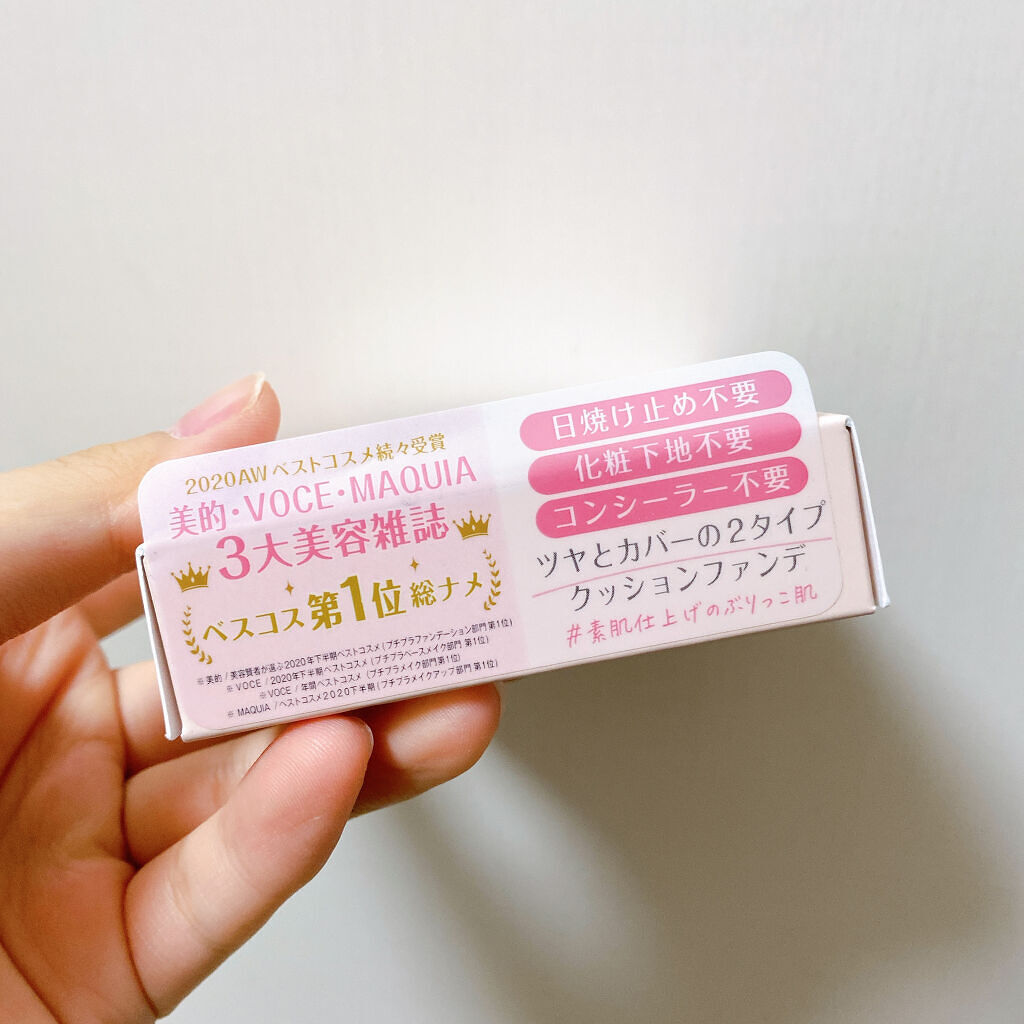 2020AW ベストコスメ続々受賞
美的・VOCE・MAQUIA
3大美容雑誌
ベスコス第1位総ナメ
※美的/美容賢者が選ぶ2020年下半期ベストコスメ(プチプラファンデーション部門 第1位)
※VOCE/2020年下半期ベストコスメ(プチプラベースメイク部門 第1位)
※VOCE/年間ベストコスメ(プチプラメイク部門第1位)
※MAQUIA/ベストコスメ2020下半期(プチプラメイクアップ部門 第1位)
日焼け止め不要
化粧下地不要
コンシーラー不要
ツヤとカバーの2タイプ
クッションファンデ
#素肌仕上げのぶりっこ肌